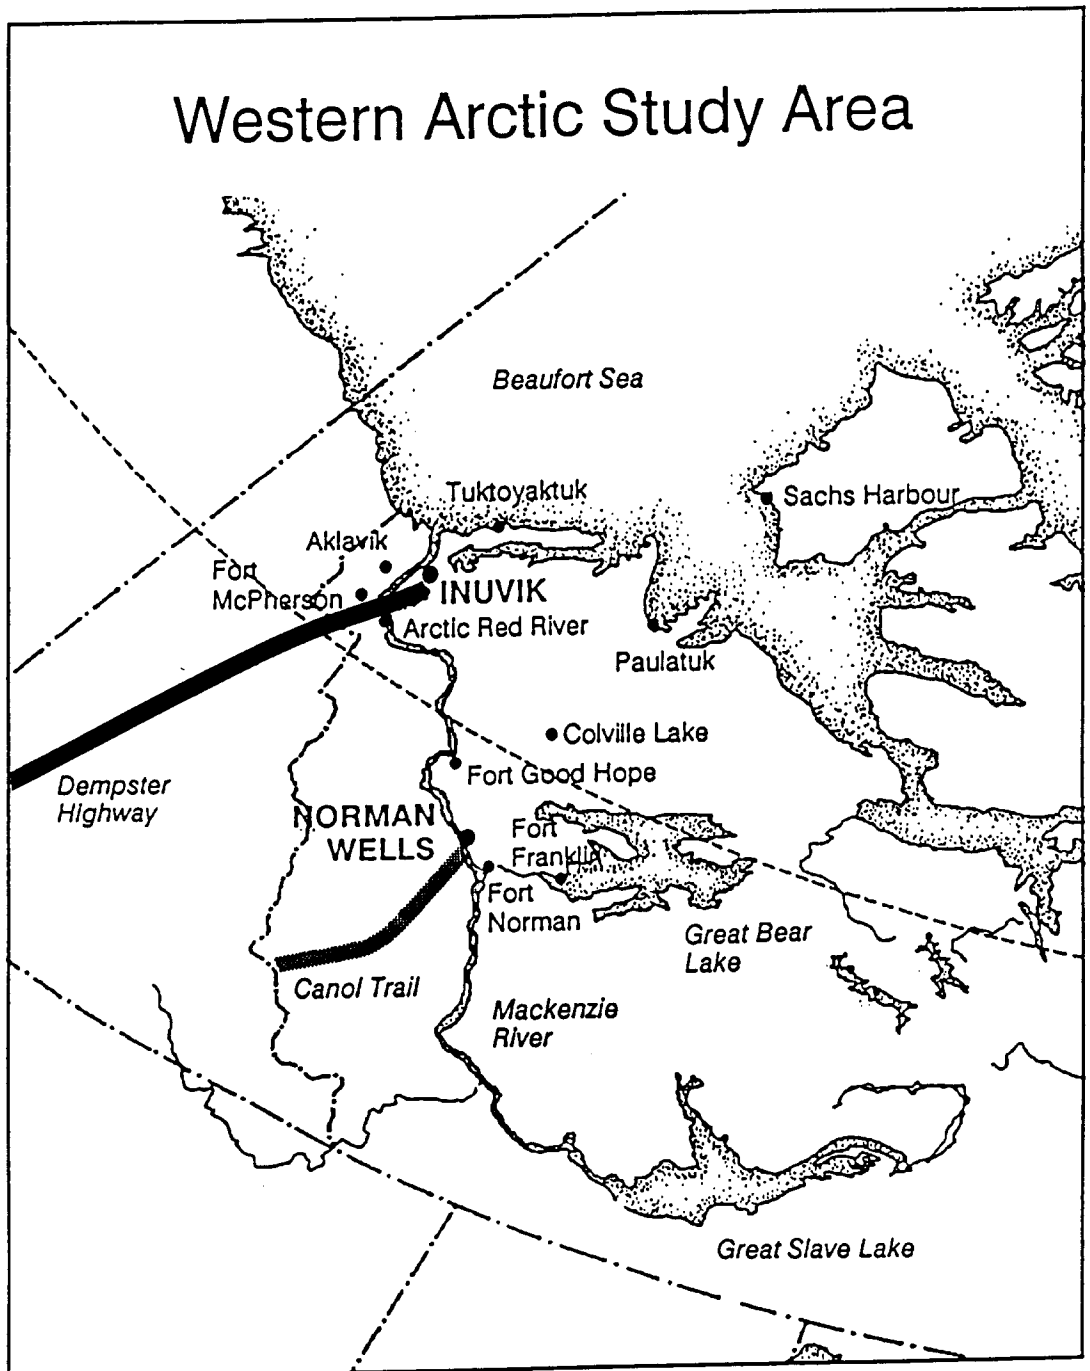 Western Arctic Study Area
Beaufort Sea
Tuktoyaktuk
Sachs Harbour
Aklavik
Fort
McPherson
INUVIK
Arctic Red River
Paulatuk
Colville Lake
Fort Good Hope
Dempster
Highway
NORMAN
WELLS
Fort
Franklin
Fort
Norman
Great Bear
Lake
Canol Trail
Mackenzie
River
Great Slave Lake